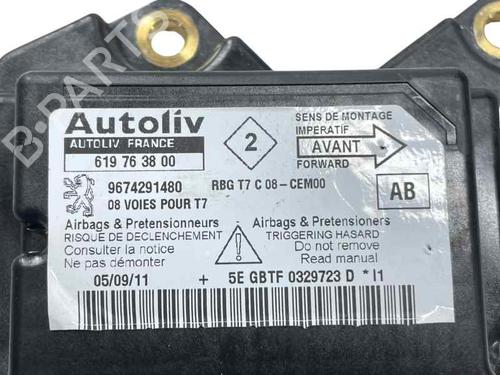 Autoliv
AUTOLIV FRANCE
619 76 38 00
2
SENS DE MONTAGE
IMPERATIF
AVANT
FORWARD
9674291480
RBG T7 C 08-CEM00
08 VOIES POUR T7
AB
Airbags & Pretensionneurs
RISQUE DE DECLENCHEMENT
Consulter la notice
Ne pas démonter
Airbags & Pretensioners
TRIGGERING HASARD
Do not remove
Read manual
05/09/11 + 5E GBTF 0329723 D * I1
B-PARTS